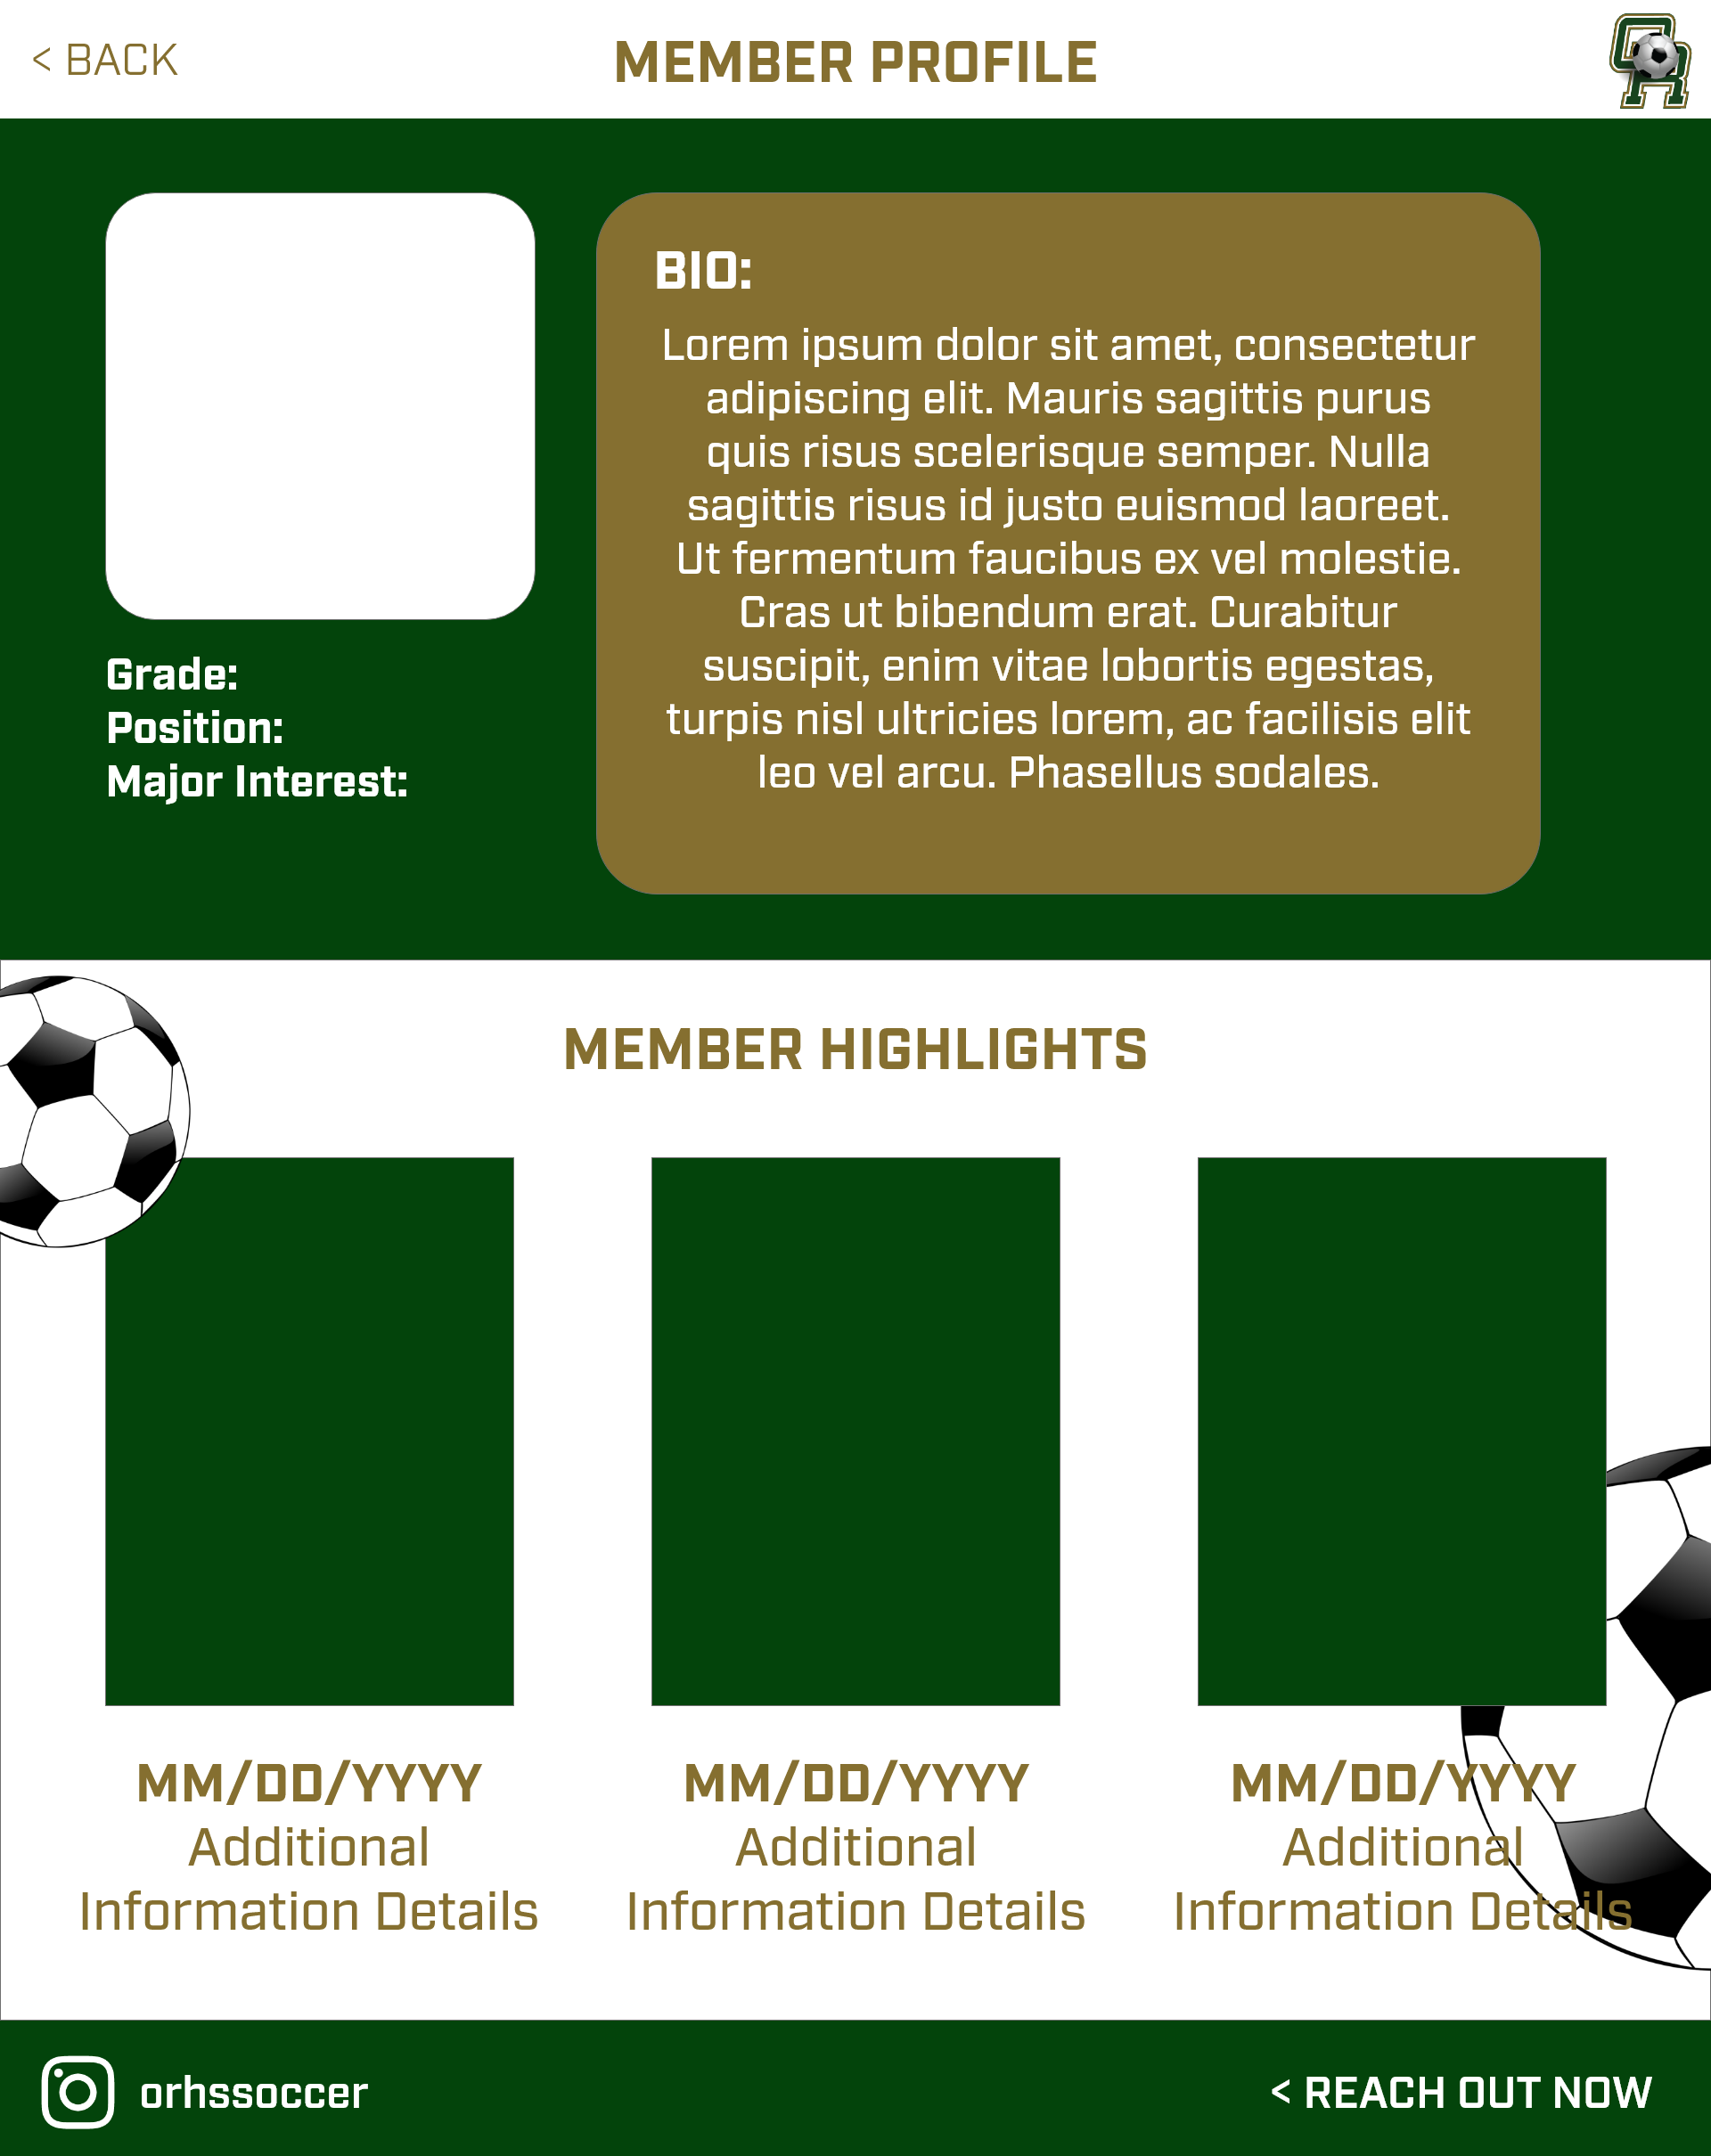 < BACK
MEMBER PROFILE
OR
BIO:
Lorem ipsum dolor sit amet, consectetur
adipiscing elit. Mauris sagittis purus
quis risus scelerisque semper. Nulla
sagittis risus id justo euismod laoreet.
Ut fermentum faucibus ex vel molestie.
Cras ut bibendum erat. Curabitur
suscipit, enim vitae lobortis egestas,
turpis nisl ultricies lorem, ac facilisis elit
leo vel arcu. Phasellus sodales.
Grade:
Position:
Major Interest:
MEMBER HIGHLIGHTS
MM/DD/YYYY
Additional
Information Details
MM/DD/YYYY
Additional
Information Details
MM/DD/YYYY
Additional
Information Details
orhssoccer
< REACH OUT NOW